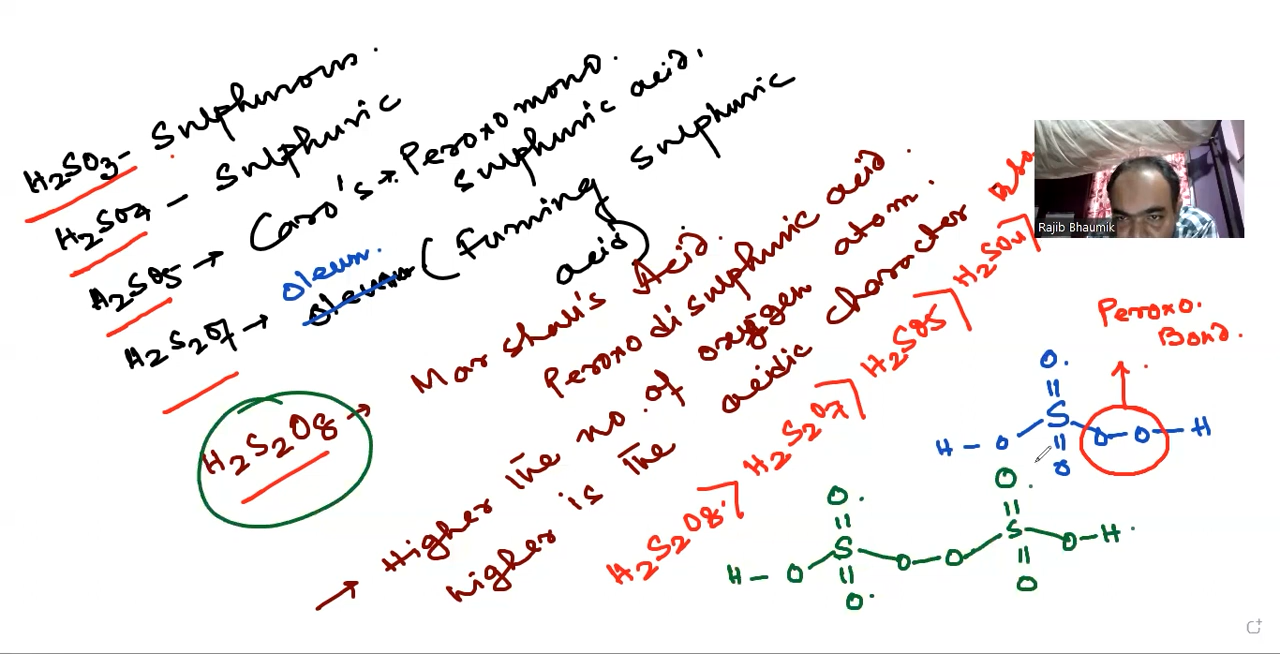 H2SO3 - Sulphurous.
H2SO4 - Sulphuric
H2SO5 → Caro's → Peroxo mono.
sulphuric acid.
H2S2O7 → oleum (Fuming sulphuric
oleum.
acid)
H2S2O8 → Marshall's Acid.
Peroxodisulphuric acid.
→ Higher the no. of oxygen atom.
higher is the acidic character
H2S2O8 > H2S2O7 > H2SO5 > H2SO4
Rajib Bhaumik
Peroxo.
Bond.
O.
=
S
H - O O - O - H
=
O
O. O.
= =
S S
H - O O - O O - H.
= =
O. O